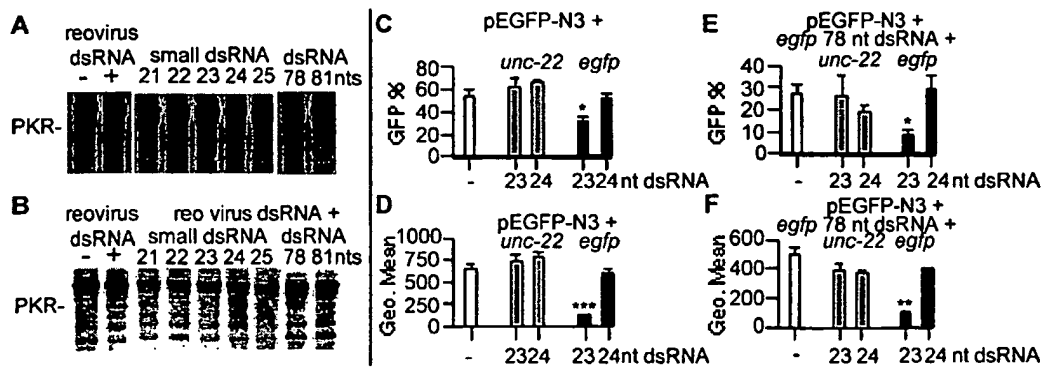 A
reovirus
dsRNA small dsRNA dsRNA
- + 21 22 23 24 25 78 81nts
PKR-
B
reovirus reo virus dsRNA +
dsRNA small dsRNA dsRNA
- + 21 22 23 24 25 78 81nts
PKR-
C
pEGFP-N3 +
unc-22 egfp
GFP %
80
60
40
20
0
*
- 23 24 2324 nt dsRNA
D
pEGFP-N3 +
unc-22 egfp
Geo. Mean
1000
750
500
250
0
***
- 2324 23 24 nt dsRNA
E
pEGFP-N3 +
egfp 78 nt dsRNA +
unc-22 egfp
GFP %
40
30
20
10
0
*
- 23 24 23 24 nt dsRNA
F
pEGFP-N3 +
egfp 78 nt dsRNA +
unc-22 egfp
Geo. Mean
600
400
200
0
**
- 23 24 23 24 nt dsRNA